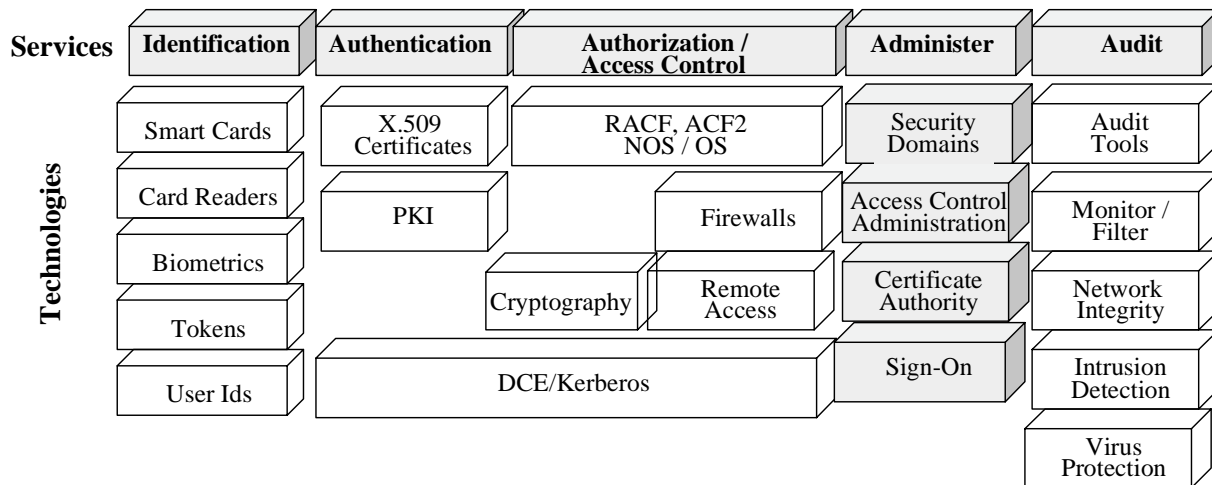 Services
Identification
Authentication
Authorization /
Access Control
Administer
Audit
Technologies
Smart Cards
Card Readers
Biometrics
Tokens
User Ids
X.509
Certificates
PKI
RACF, ACF2
NOS / OS
Firewalls
Cryptography
Remote
Access
DCE/Kerberos
Security
Domains
Access Control
Administration
Certificate
Authority
Sign-On
Audit
Tools
Monitor /
Filter
Network
Integrity
Intrusion
Detection
Virus
Protection